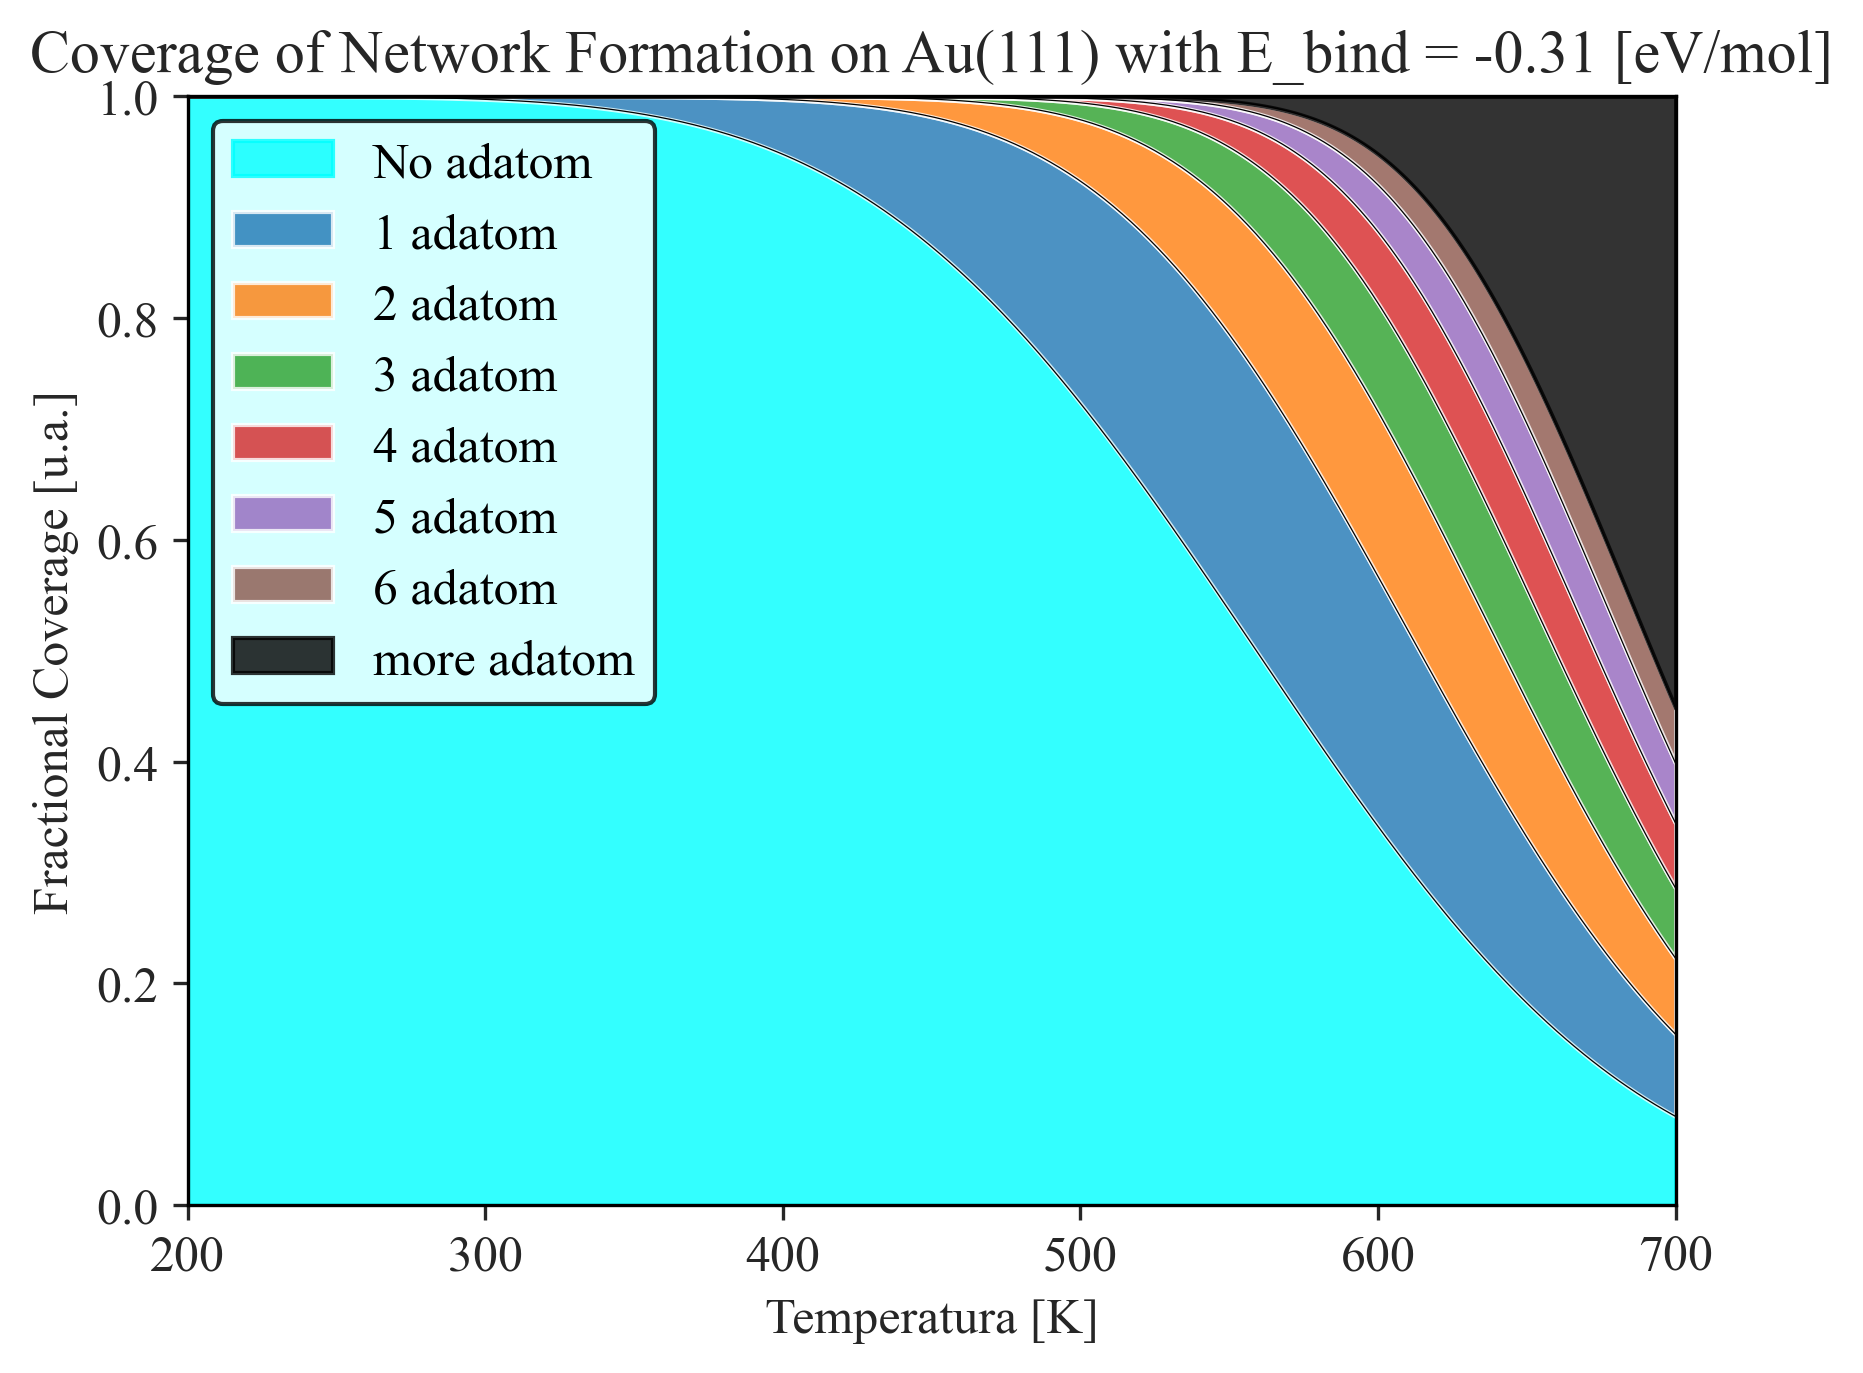 Coverage of Network Formation on Au(111) with E_bind = -0.31 [eV/mol]
1.0
0.8
0.6
0.4
0.2
0.0
Fractional Coverage [u.a.]
No adatom
1 adatom
2 adatom
3 adatom
4 adatom
5 adatom
6 adatom
more adatom
200 300 400 500 600 700
Temperatura [K]